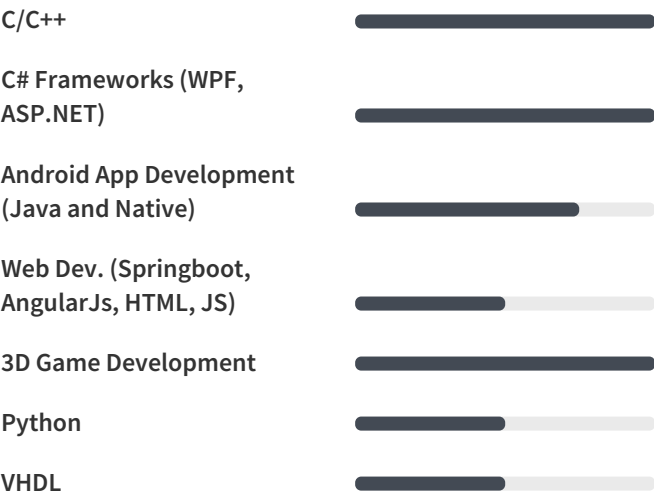 C/C++
C# Frameworks (WPF,
ASP.NET)
Android App Development
(Java and Native)
Web Dev. (Springboot,
AngularJs, HTML, JS)
3D Game Development
Python
VHDL